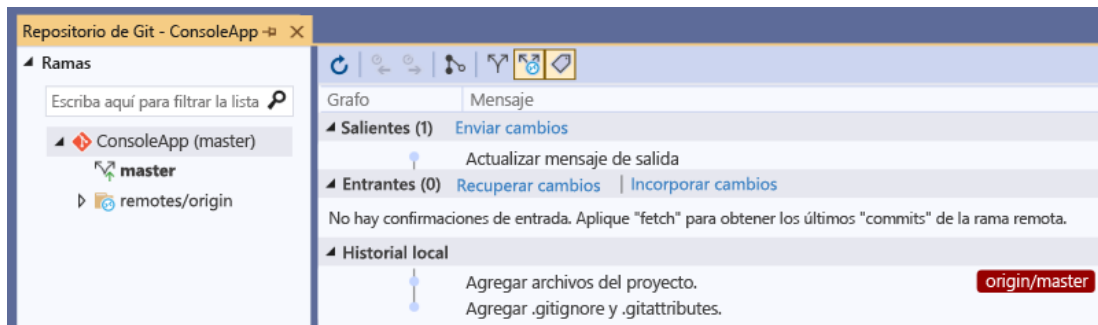 Repositorio de Git - ConsoleApp
Ramas
Escriba aquí para filtrar la lista
ConsoleApp (master)
master
remotes/origin
Grafo Mensaje
Salientes (1) Enviar cambios
Actualizar mensaje de salida
Entrantes (0) Recuperar cambios | Incorporar cambios
No hay confirmaciones de entrada. Aplique "fetch" para obtener los últimos "commits" de la rama remota.
Historial local
Agregar archivos del proyecto. origin/master
Agregar .gitignore y .gitattributes.